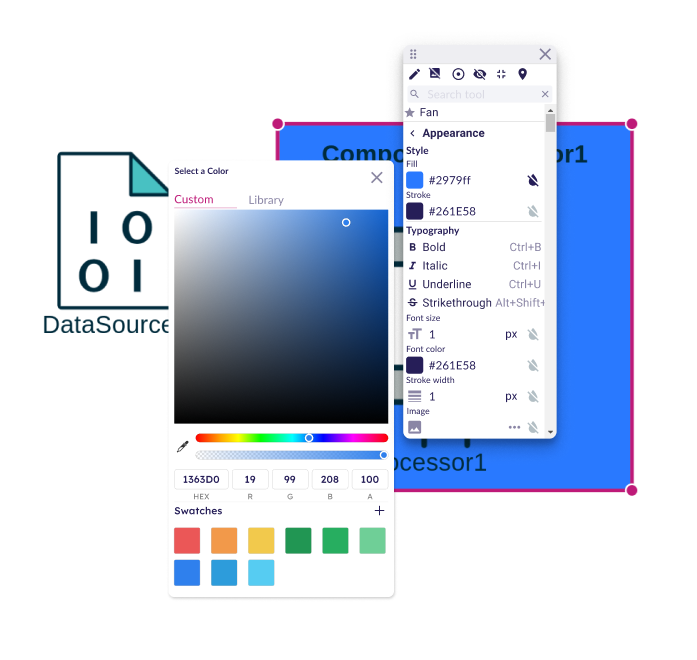 Search tool
Fan
Appearance
Style
Fill
#2979ff
Stroke
#261E58
Typography
Bold Ctrl+B
Italic Ctrl+I
Underline Ctrl+U
Strikethrough Alt+Shift+
Font size
1 px
Font color
#261E58
Stroke width
1 px
Image
Select a Color
Custom Library
1363D0 19 99 208 100
HEX R G B A
Swatches
I O
O I
DataSource
Compo
or1
ocessor1